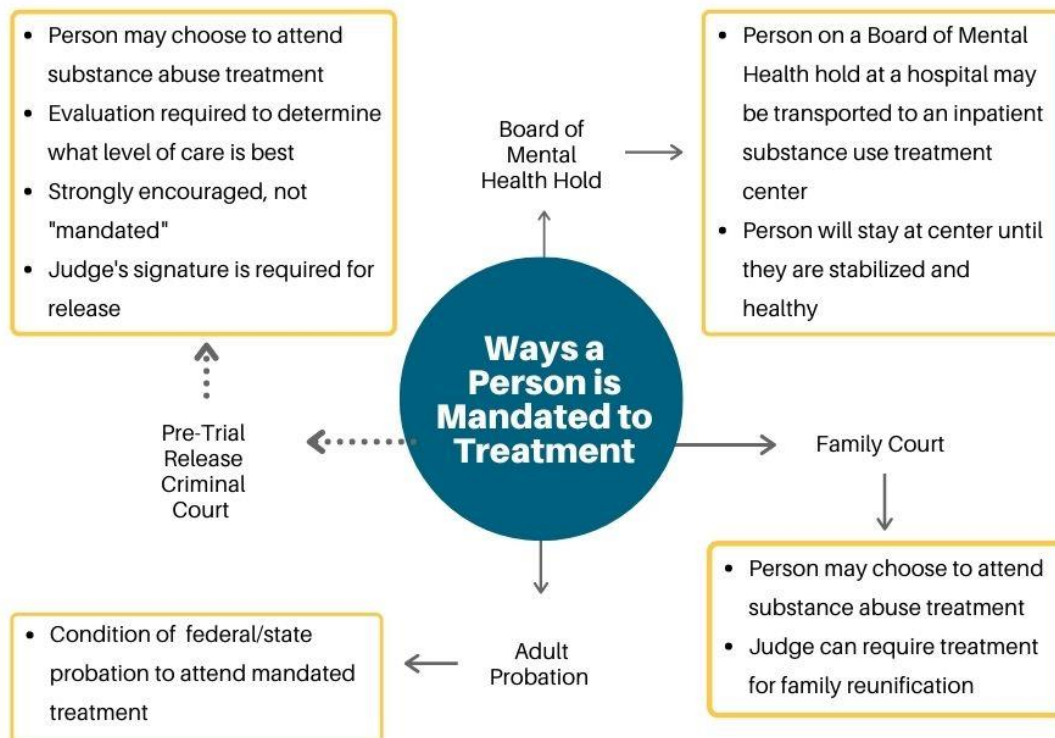 • Person may choose to attend
substance abuse treatment
• Evaluation required to determine
what level of care is best
• Strongly encouraged, not
"mandated"
• Judge's signature is required for
release
Board of
Mental
Health Hold
• Person on a Board of Mental
Health hold at a hospital may
be transported to an inpatient
substance use treatment
center
• Person will stay at center until
they are stabilized and
healthy
Ways a
Person is
Mandated to
Treatment
Pre-Trial
Release
Criminal
Court
Family Court
• Person may choose to attend
substance abuse treatment
• Judge can require treatment
for family reunification
Adult
Probation
• Condition of federal/state
probation to attend mandated
treatment